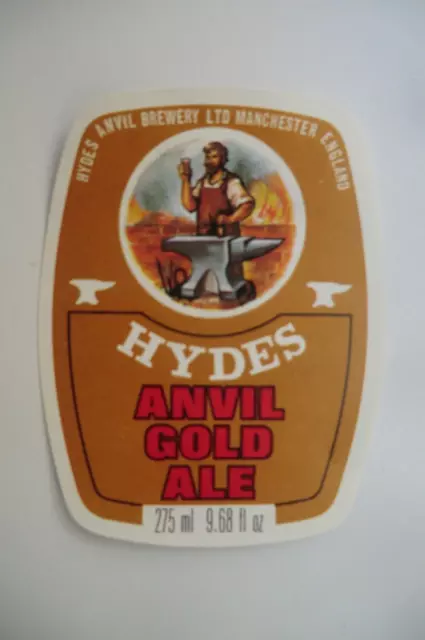 HYDES ANVIL BREWERY LTD MANCHESTER ENGLAND
HYDES
ANVIL
GOLD
ALE
275 ml 9.68 fl oz